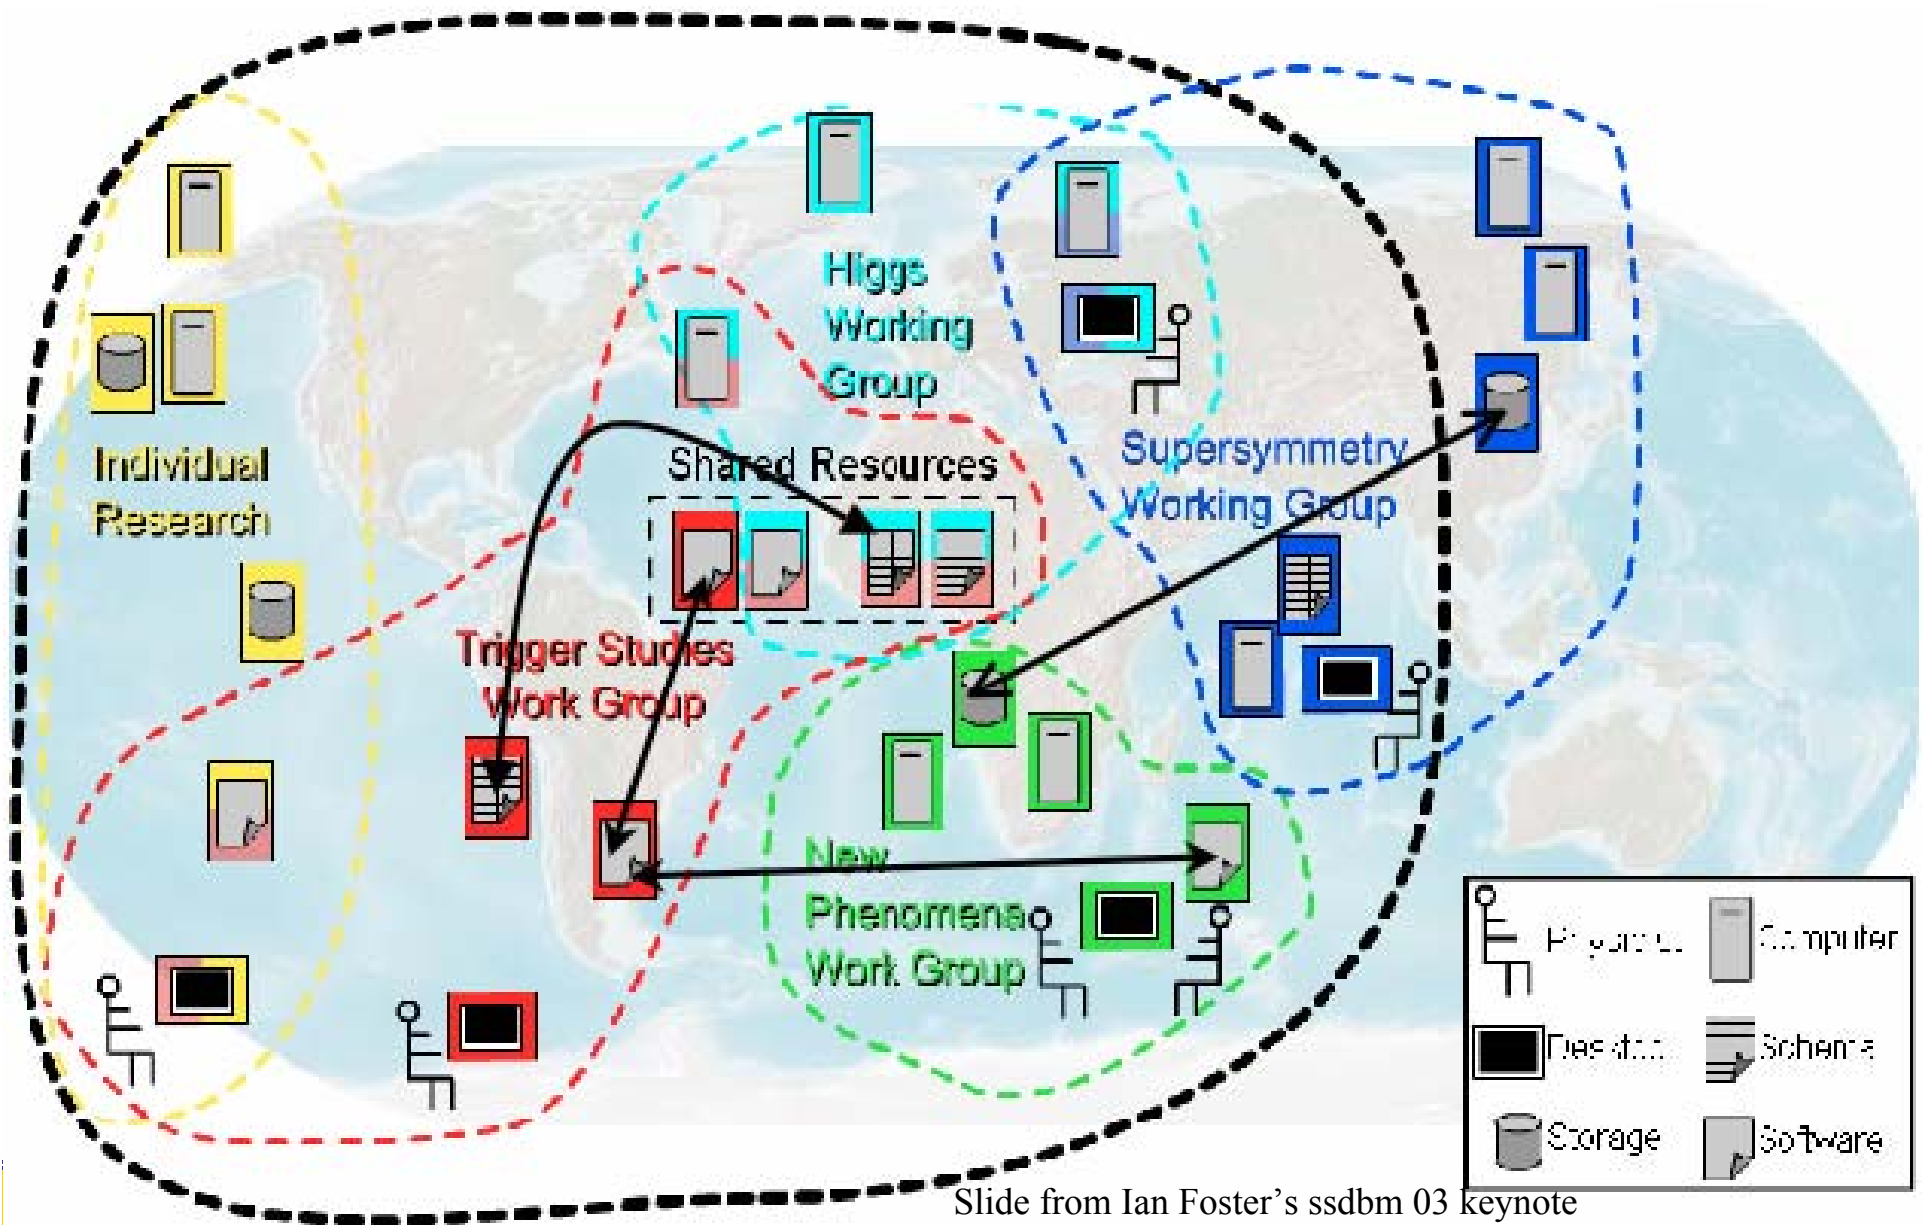 Higgs
Working
Group
Individual
Research
Shared Resources
Supersymmetry
Working Group
Trigger Studies
Work Group
New
Phenomena
Work Group
Computer
Desktop
Schema
Storage
Software
Slide from Ian Foster’s ssdbm 03 keynote